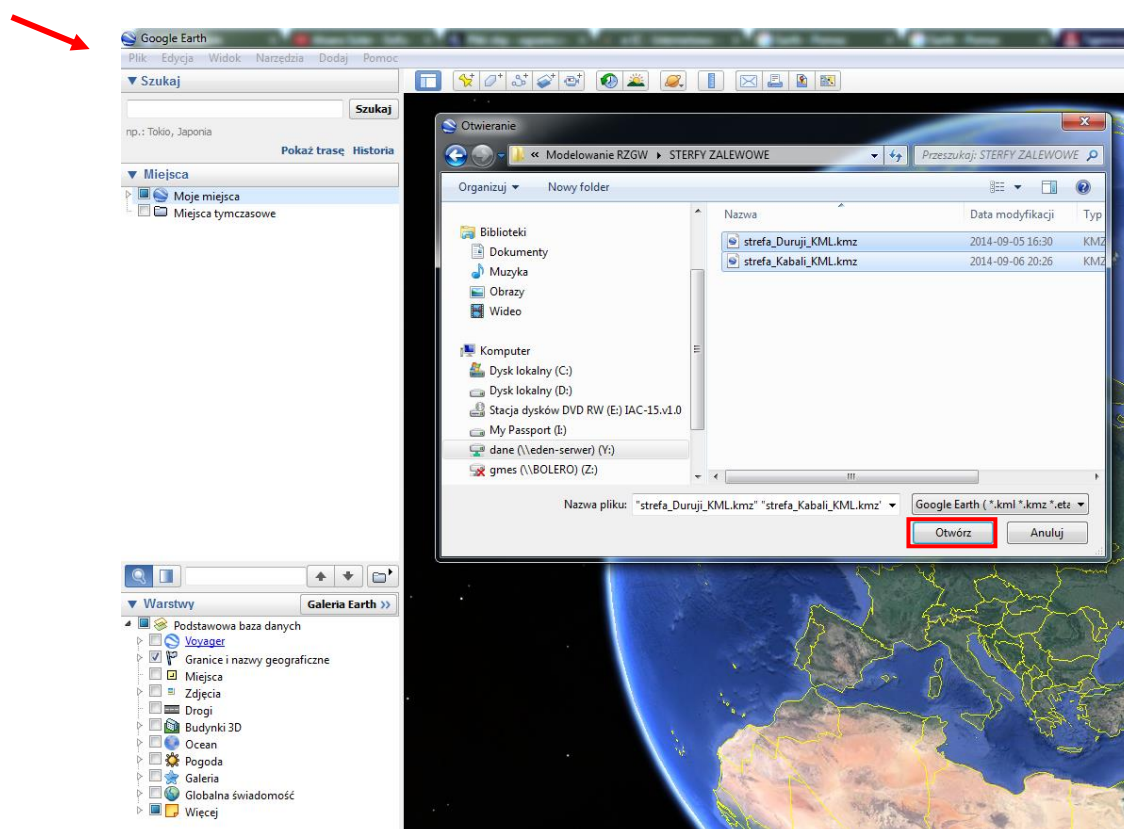 Google Earth
Plik Edycja Widok Narzędzia Dodaj Pomoc
▼ Szukaj
Szukaj
np.: Tokio, Japonia
Pokaż trasę Historia
▼ Miejsca
Moje miejsca
Miejsca tymczasowe
Otwieranie
« Modelowanie RZGW ▸ STERFY ZALEWOWE
Przeszukaj: STERFY ZALEWOWE
Organizuj ▼ Nowy folder
Nazwa Data modyfikacji Typ
Biblioteki
Dokumenty
Muzyka
Obrazy
Wideo
Komputer
Dysk lokalny (C:)
Dysk lokalny (D:)
Stacja dysków DVD RW (E:) IAC-15.v1.0
My Passport (I:)
dane (\\eden-serwer) (Y:)
gmes (\\BOLERO) (Z:)
strefa_Duruji_KML.kmz 2014-09-05 16:30 KMZ
strefa_Kabali_KML.kmz 2014-09-06 20:26 KMZ
Nazwa pliku: "strefa_Duruji_KML.kmz" "strefa_Kabali_KML.kmz"
Google Earth ( *.kml *.kmz *.eta
Otwórz Anuluj
▼ Warstwy Galeria Earth »
Podstawowa baza danych
Voyager
Granice i nazwy geograficzne
Miejsca
Zdjęcia
Drogi
Budynki 3D
Ocean
Pogoda
Galeria
Globalna świadomość
Więcej